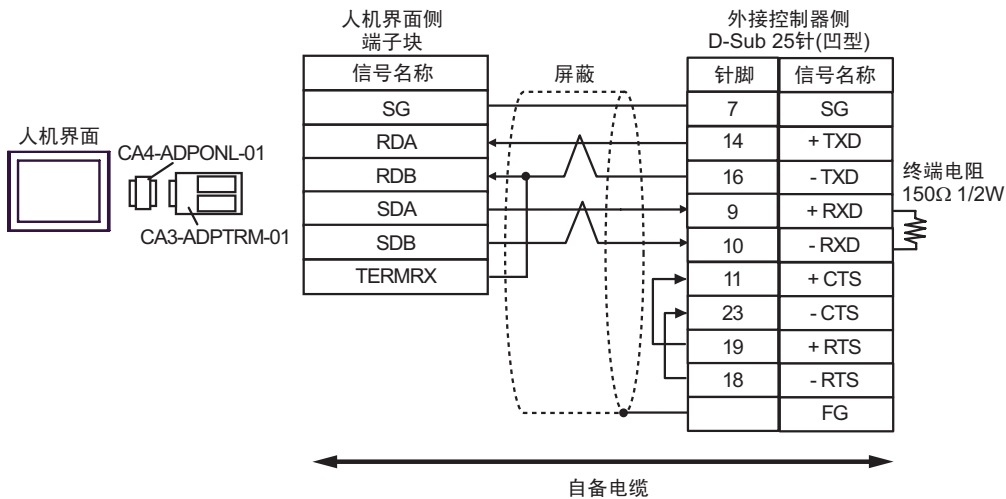 人机界面
CA4-ADPONL-01
CA3-ADPTRM-01
人机界面侧
端子块
信号名称
SG
RDA
RDB
SDA
SDB
TERMRX
屏蔽
外接控制器侧
D-Sub 25针(凹型)
针脚 信号名称
7 SG
14 + TXD
16 - TXD
9 + RXD
10 - RXD
11 + CTS
23 - CTS
19 + RTS
18 - RTS
FG
终端电阻
150Ω 1/2W
自备电缆